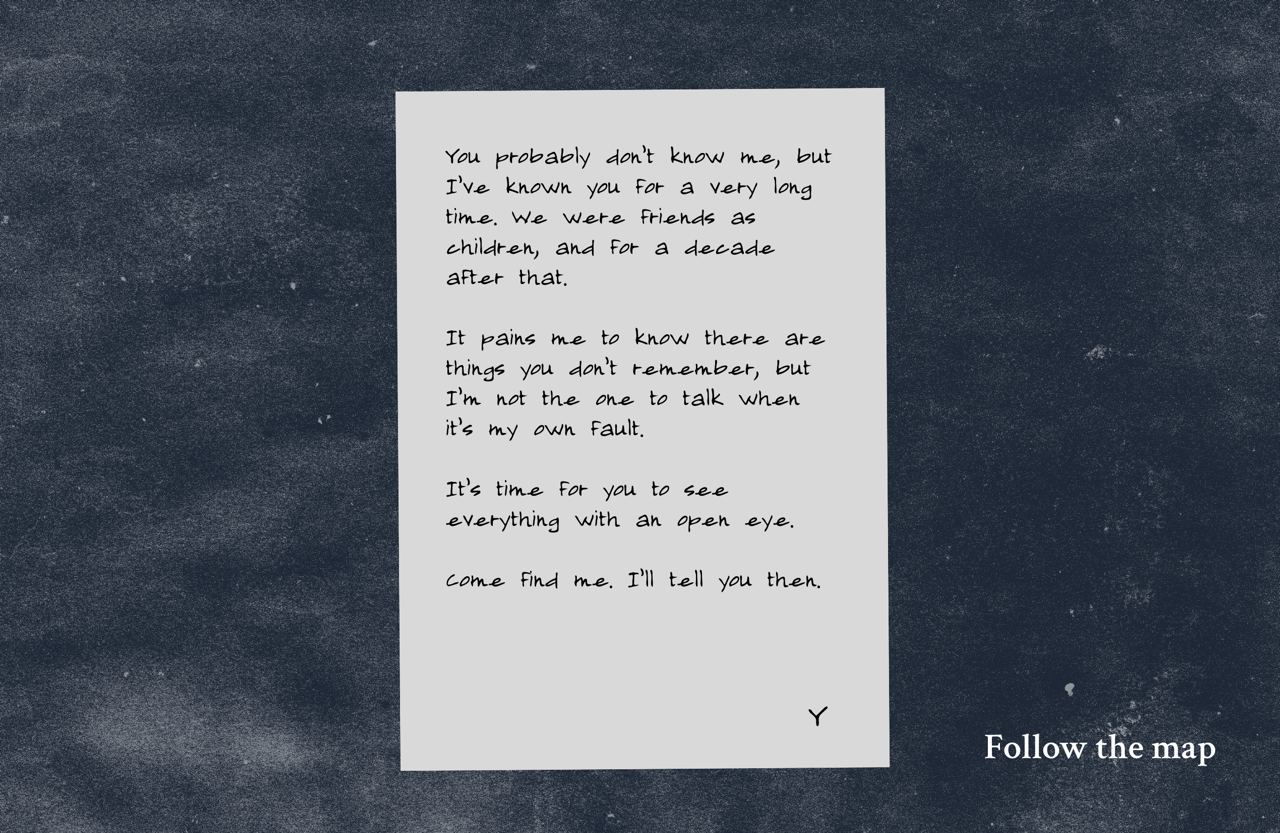 You probably don't know me, but
I've known you for a very long
time. We were friends as
children, and for a decade
after that.
It pains me to know there are
things you don't remember, but
I'm not the one to talk when
it's my own fault.
It's time for you to see
everything with an open eye.
Come find me. I'll tell you then.
Y
Follow the map